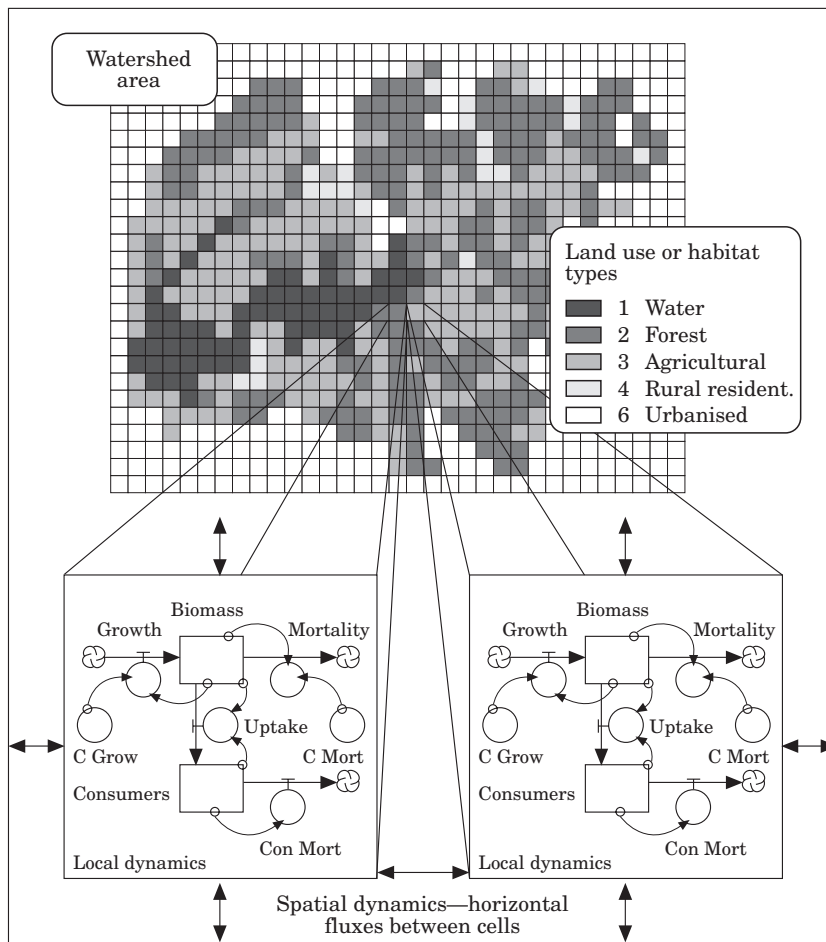 Watershed
area
Land use or habitat
types
1 Water
2 Forest
3 Agricultural
4 Rural resident.
6 Urbanised
Biomass
Growth
Mortality
Uptake
C Grow
C Mort
Consumers
Con Mort
Local dynamics
Biomass
Growth
Mortality
Uptake
C Grow
C Mort
Consumers
Con Mort
Local dynamics
Spatial dynamics—horizontal
fluxes between cells